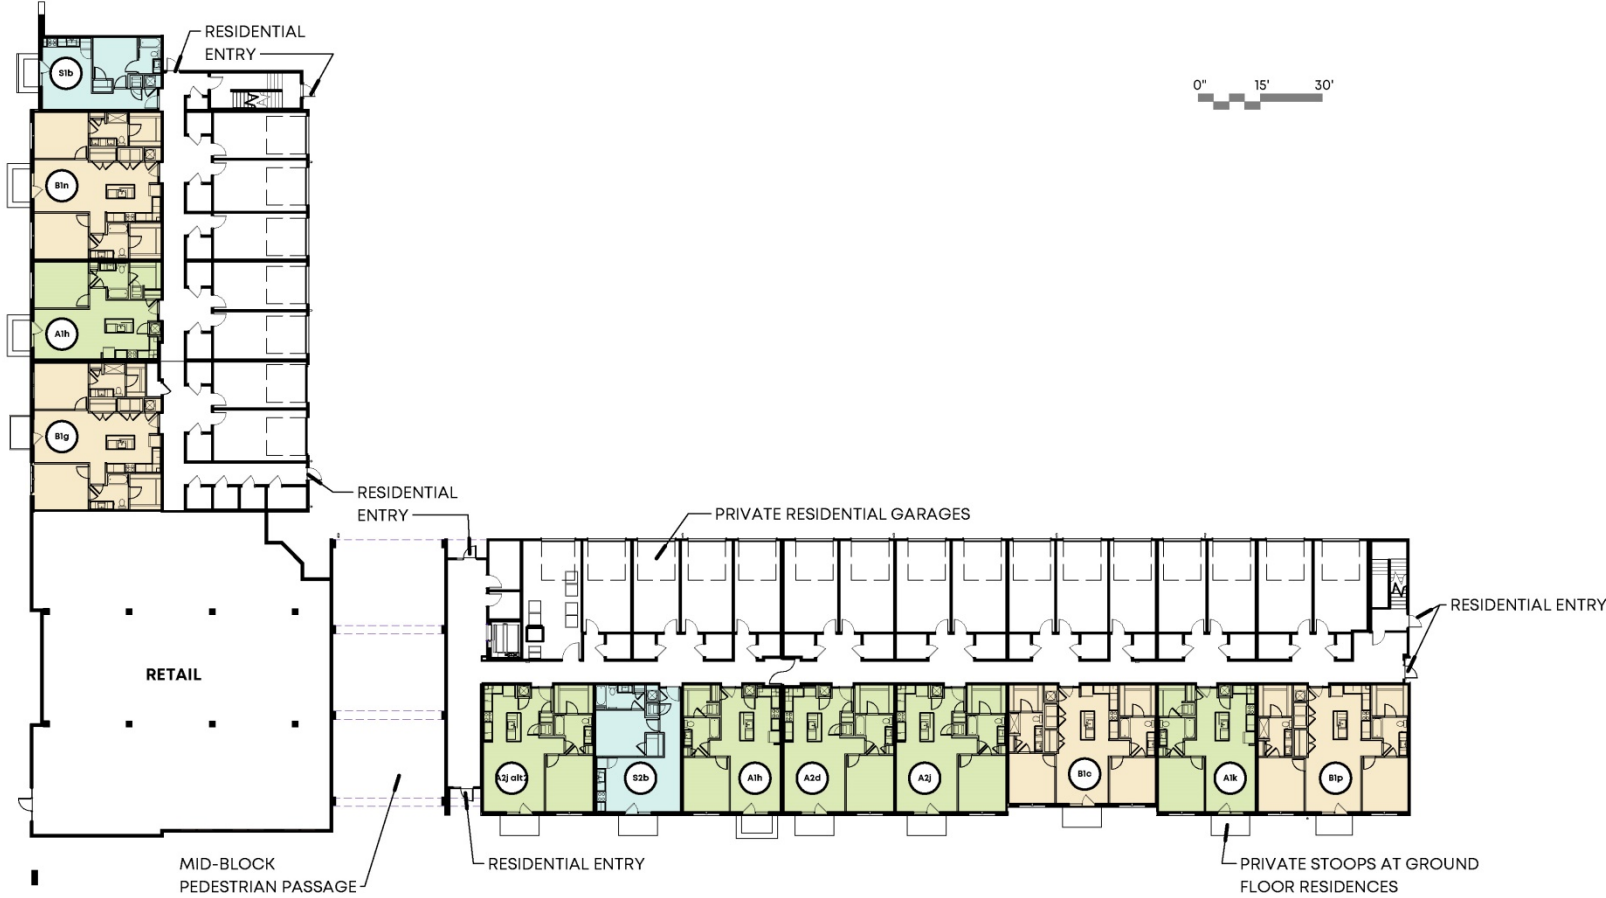 RESIDENTIAL
ENTRY
0" 15' 30'
S1b
B1n
A1h
B1g
RESIDENTIAL
ENTRY
PRIVATE RESIDENTIAL GARAGES
RESIDENTIAL ENTRY
RETAIL
A2j alt2
S2b
A1h
A2d
A2j
B1c
A1k
B1p
MID-BLOCK
PEDESTRIAN PASSAGE
RESIDENTIAL ENTRY
PRIVATE STOOPS AT GROUND
FLOOR RESIDENCES